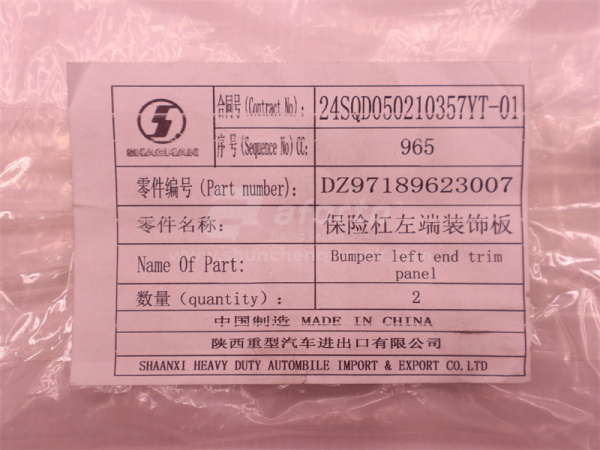 SHACMAN
合同号(Contract No): 24SQD050210357YT-01
序号(Sequence No)CC: 965
零件编号(Part number): DZ97189623007
零件名称: 保险杠左端装饰板
Name Of Part: Bumper left end trim
panel
数量(quantity): 2
中国制造 MADE IN CHINA
陕西重型汽车进出口有限公司
SHAANXI HEAVY DUTY AUTOMBILE IMPORT & EXPORT CO.LTD